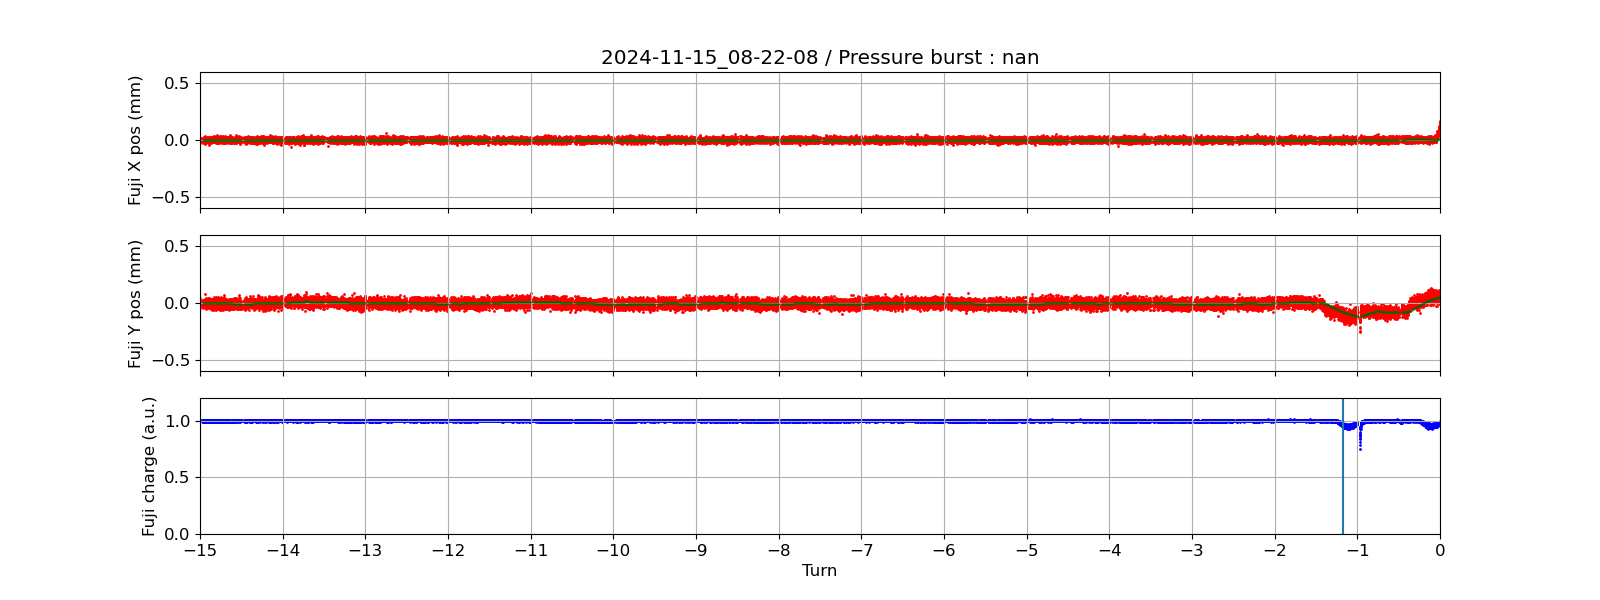 2024-11-15_08-22-08 / Pressure burst : nan
Fuji X pos (mm)
0.5
0.0
−0.5
Fuji Y pos (mm)
0.5
0.0
−0.5
Fuji charge (a.u.)
1.0
0.5
0.0
−15 −14 −13 −12 −11 −10 −9 −8 −7 −6 −5 −4 −3 −2 −1 0
Turn